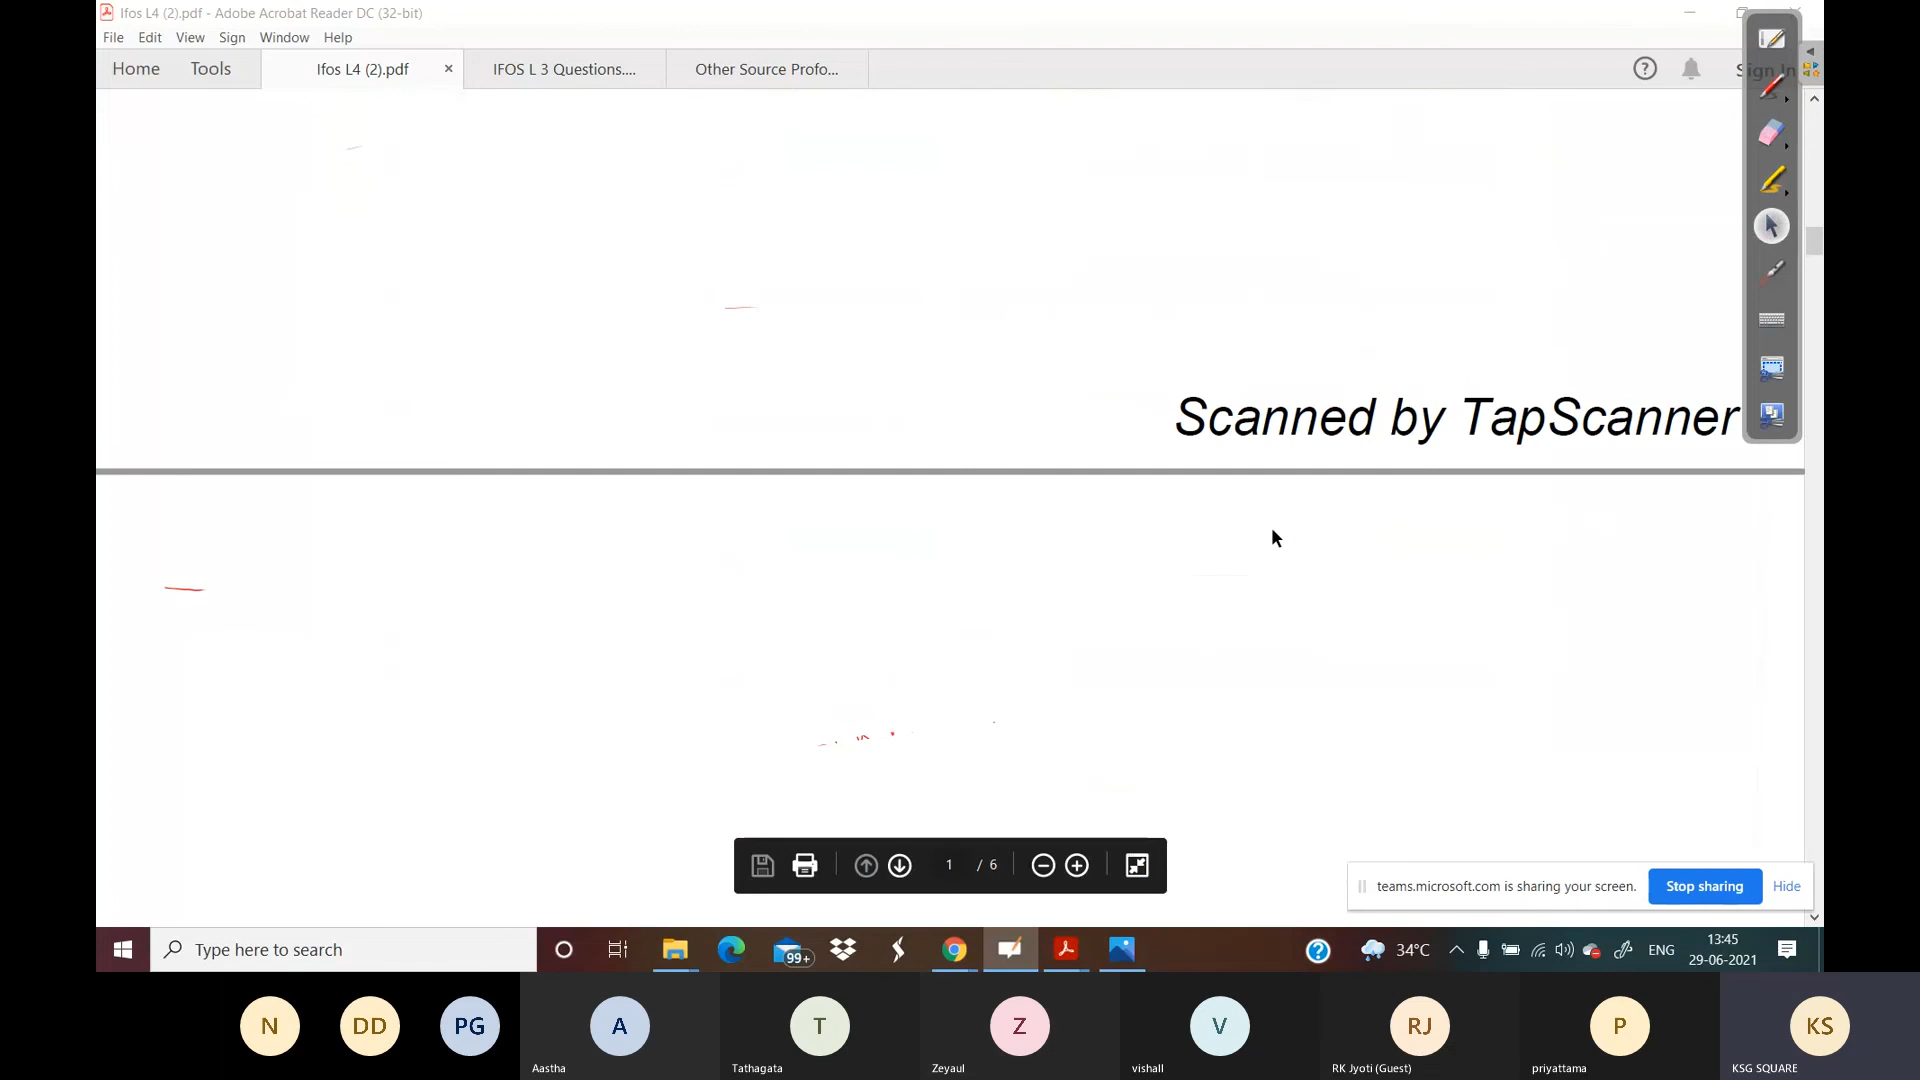 Ifos L4 (2).pdf - Adobe Acrobat Reader DC (32-bit)
File Edit View Sign Window Help
Home Tools Ifos L4 (2).pdf × IFOS L 3 Questions.... Other Source Profo... Sign In
Scanned by TapScanner
1 / 6
teams.microsoft.com is sharing your screen. Stop sharing Hide
Type here to search 99+ 34°C ENG 13:45
29-06-2021
N DD PG A T Z V RJ P KS
Aastha Tathagata Zeyaul vishall RK Jyoti (Guest) priyattama KSG SQUARE